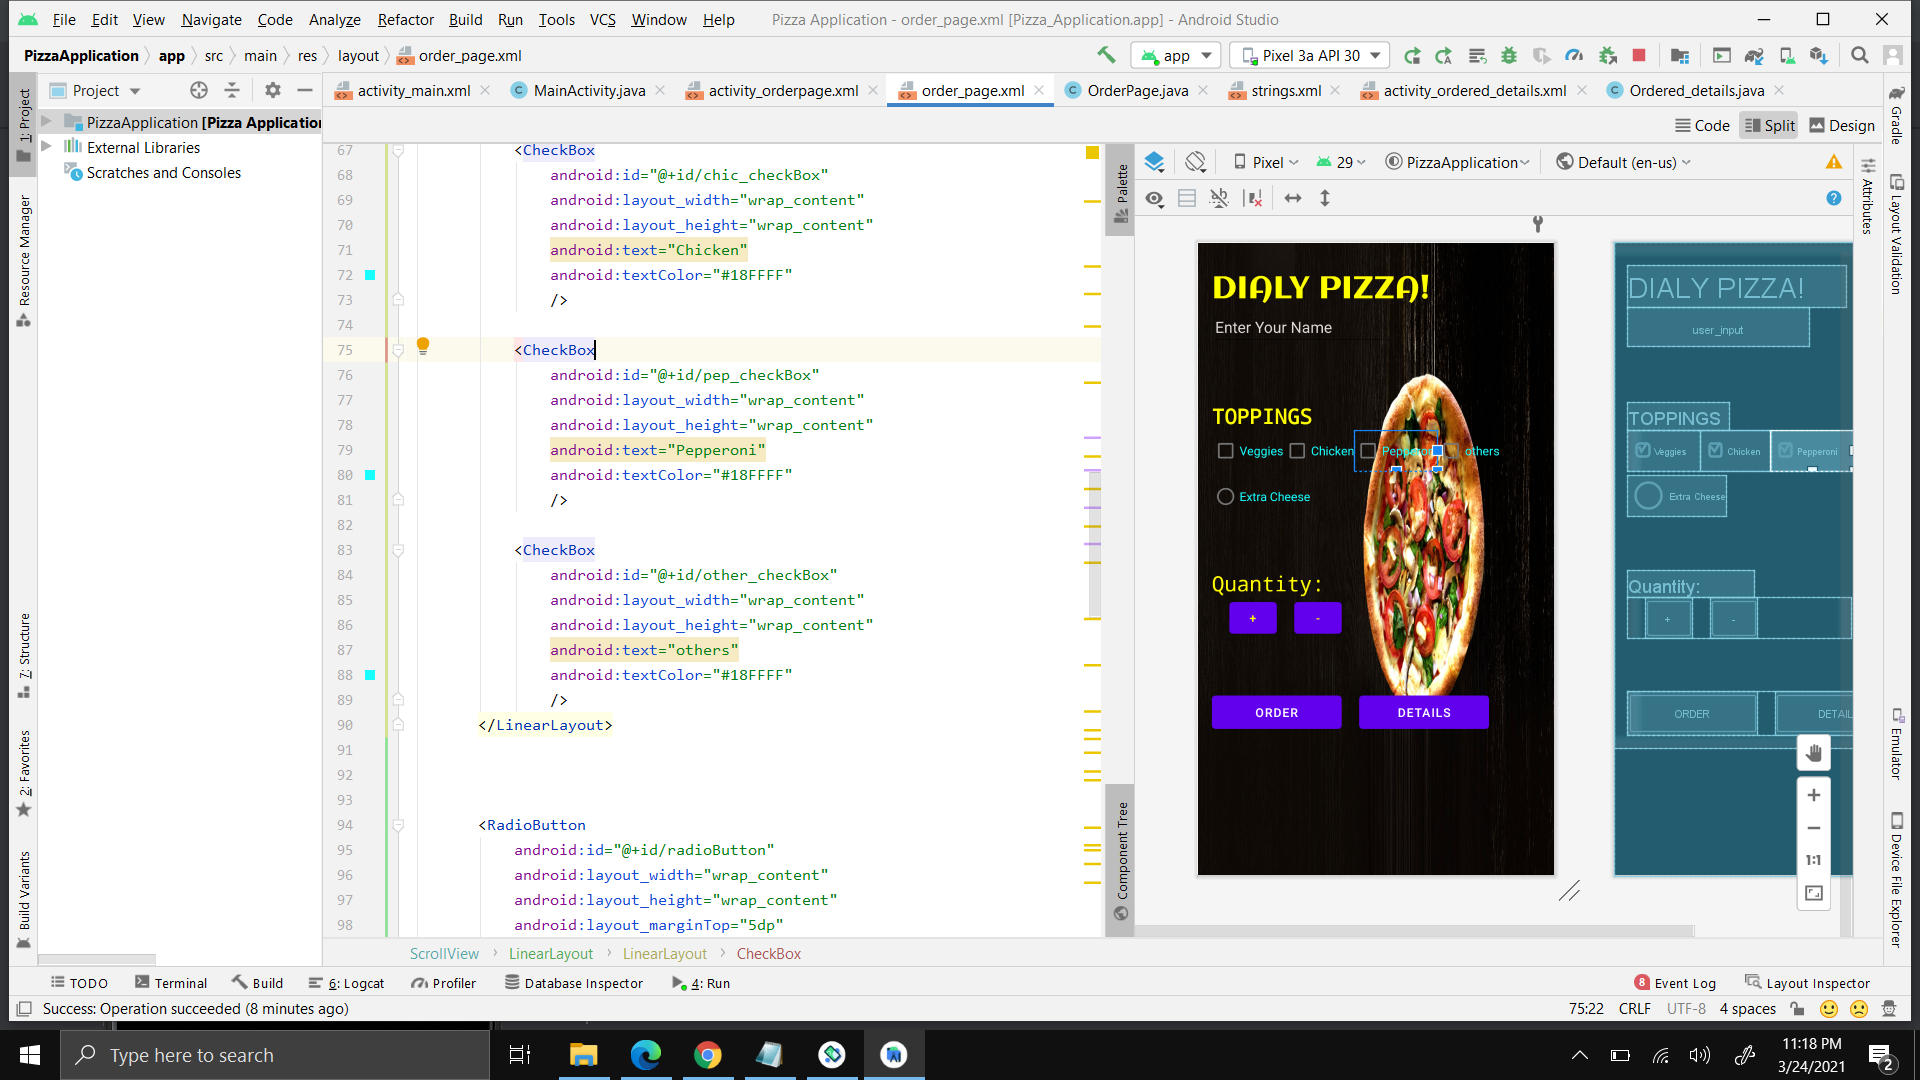 File Edit View Navigate Code Analyze Refactor Build Run Tools VCS Window Help Pizza Application - order_page.xml [Pizza_Application.app] - Android Studio
PizzaApplication app src main res layout order_page.xml app Pixel 3a API 30
Project activity_main.xml MainActivity.java activity_orderpage.xml order_page.xml OrderPage.java strings.xml activity_ordered_details.xml Ordered_details.java
PizzaApplication [Pizza Application
External Libraries
Scratches and Consoles
1: Project
Resource Manager
7: Structure
2: Favorites
Build Variants
Code Split Design
67 <CheckBox
68 android:id="@+id/chic_checkBox"
69 android:layout_width="wrap_content"
70 android:layout_height="wrap_content"
71 android:text="Chicken"
72 android:textColor="#18FFFF"
73 />
74
75 <CheckBox
76 android:id="@+id/pep_checkBox"
77 android:layout_width="wrap_content"
78 android:layout_height="wrap_content"
79 android:text="Pepperoni"
80 android:textColor="#18FFFF"
81 />
82
83 <CheckBox
84 android:id="@+id/other_checkBox"
85 android:layout_width="wrap_content"
86 android:layout_height="wrap_content"
87 android:text="others"
88 android:textColor="#18FFFF"
89 />
90 </LinearLayout>
91
92
93
94 <RadioButton
95 android:id="@+id/radioButton"
96 android:layout_width="wrap_content"
97 android:layout_height="wrap_content"
98 android:layout_marginTop="5dp"
ScrollView LinearLayout LinearLayout CheckBox
Palette
Component Tree
Pixel 29 PizzaApplication Default (en-us)
DIALY PIZZA!
Enter Your Name
TOPPINGS
Veggies Chicken others
Extra Cheese
Quantity:
+ -
ORDER DETAILS
DIALY PIZZA!
user_input
TOPPINGS
Veggies Chicken Pepperoni
Extra Cheese
Quantity:
+ -
ORDER DETAIL
1:1
Attributes
Gradle
Layout Validation
Emulator
Device File Explorer
TODO Terminal Build 6: Logcat Profiler Database Inspector 4: Run 8 Event Log Layout Inspector
Success: Operation succeeded (8 minutes ago) 75:22 CRLF UTF-8 4 spaces
Type here to search
11:18 PM
3/24/2021
2